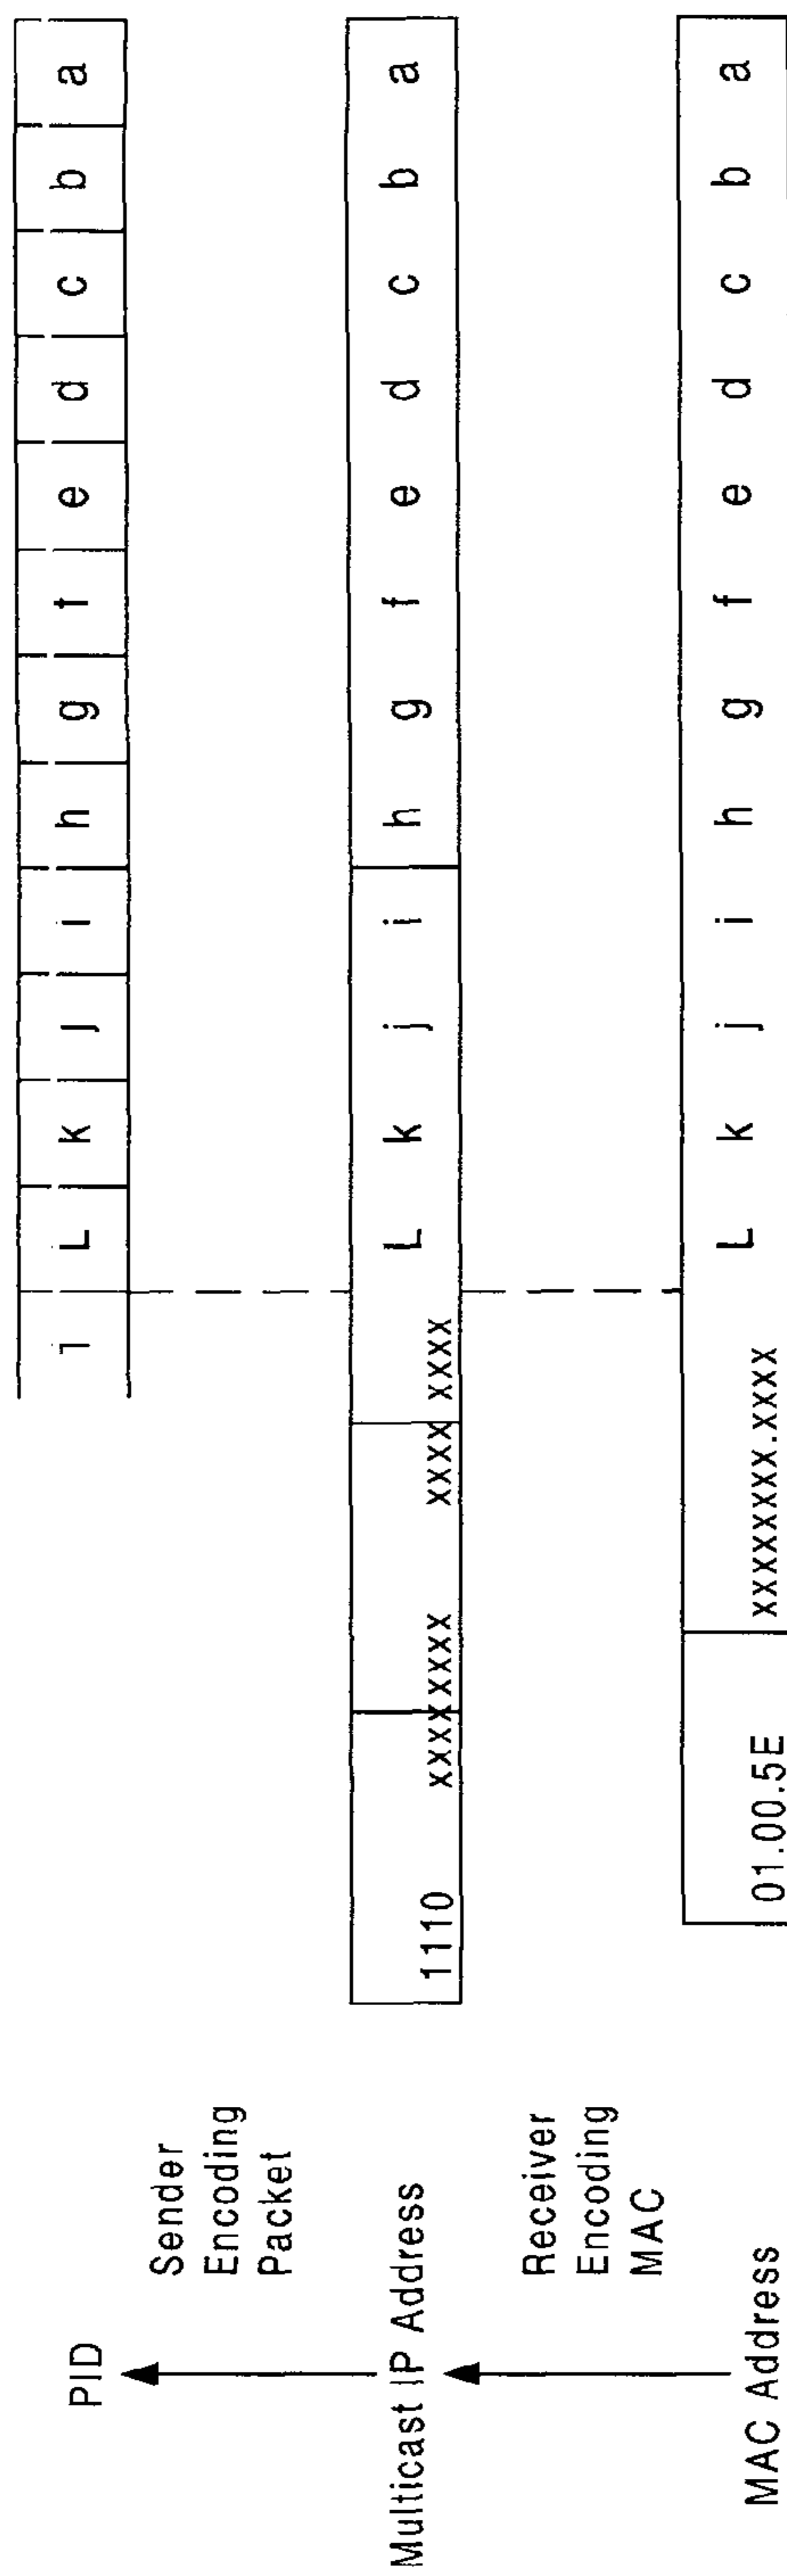 PID
1 L k j i h g f e d c b a
Sender
Encoding
Packet
Multicast IP Address
1110 xxxx xxxx xxxx xxxx L k j i h g f e d c b a
Receiver
Encoding
MAC
MAC Address
01.00.5E xxxxxxxx.xxxx L k j i h g f e d c b a